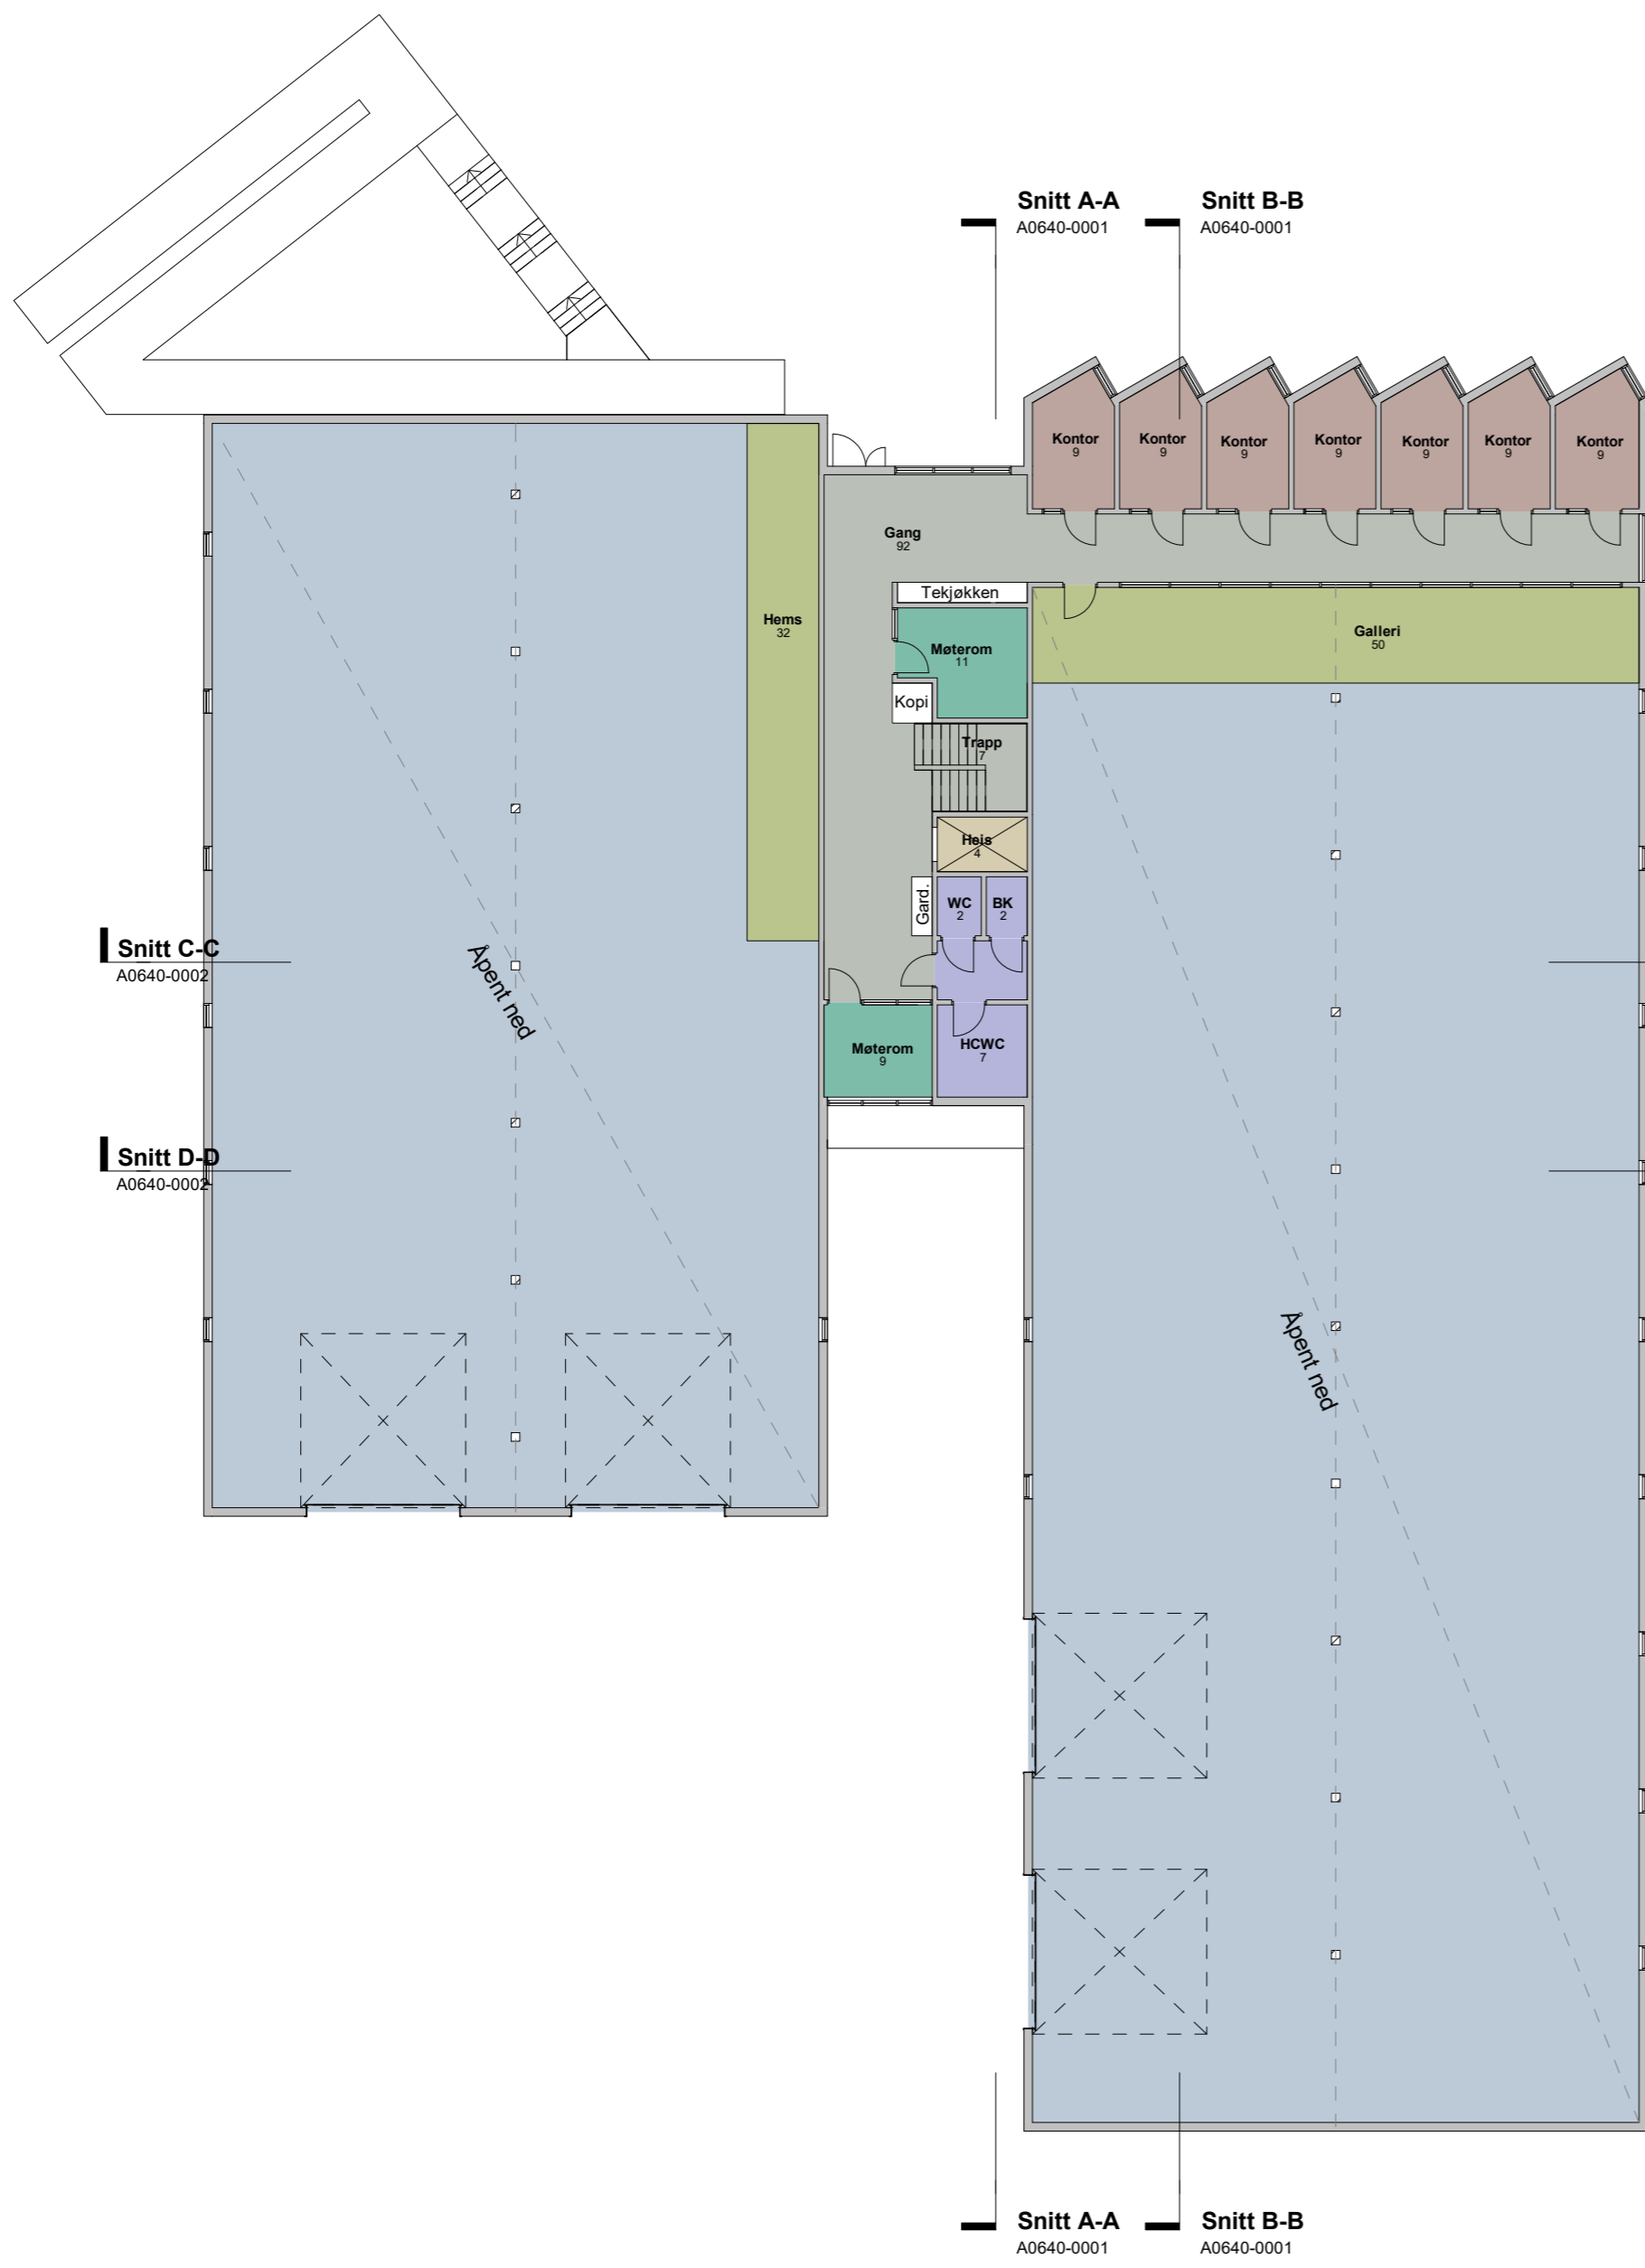 Snitt A-A
A0640-0001
Snitt B-B
A0640-0001
Kontor
9
Kontor
9
Kontor
9
Kontor
9
Kontor
9
Kontor
9
Kontor
9
Gang
92
Tekjøkken
Hems
32
Møterom
11
Galleri
50
Kopi
Trapp
7
Heis
4
Gard.
WC
2
BK
2
Snitt C-C
A0640-0002
Åpent ned
Møterom
9
HCWC
7
Snitt D-D
A0640-0002
Åpent ned
Snitt A-A
A0640-0001
Snitt B-B
A0640-0001